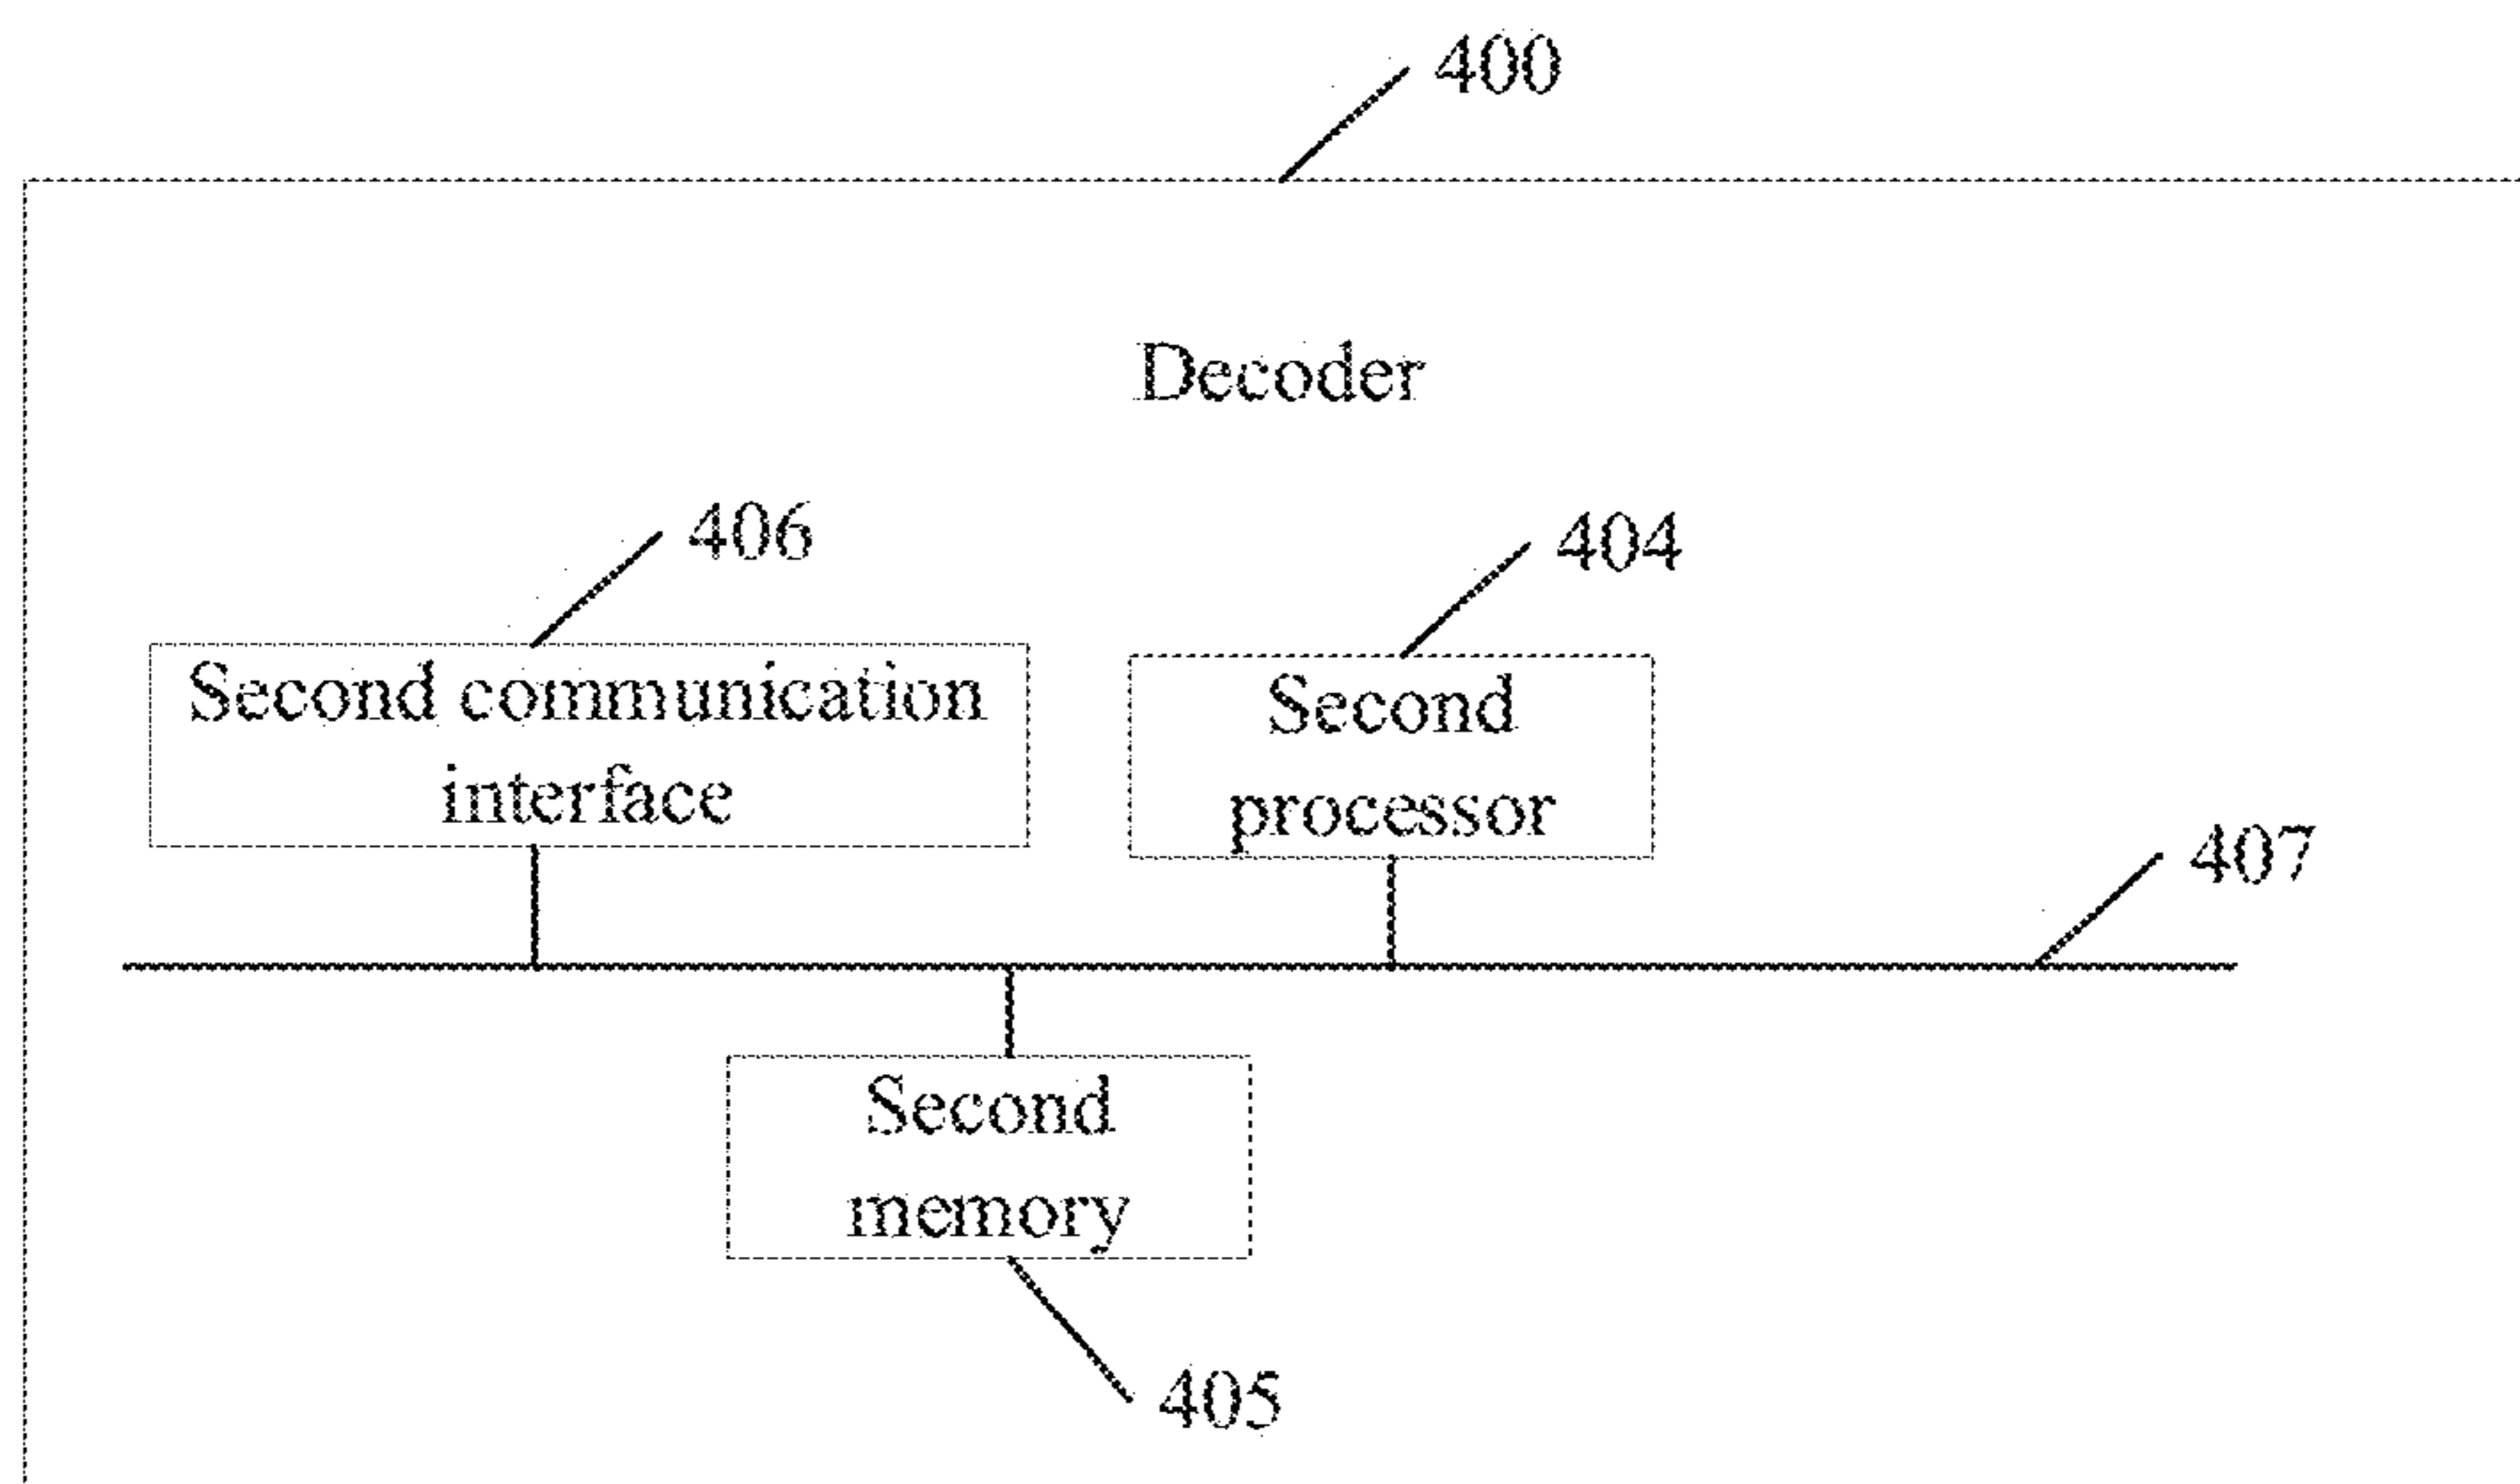 400
Decoder
406
404
Second communication
interface
Second
processor
407
Second
memory
405